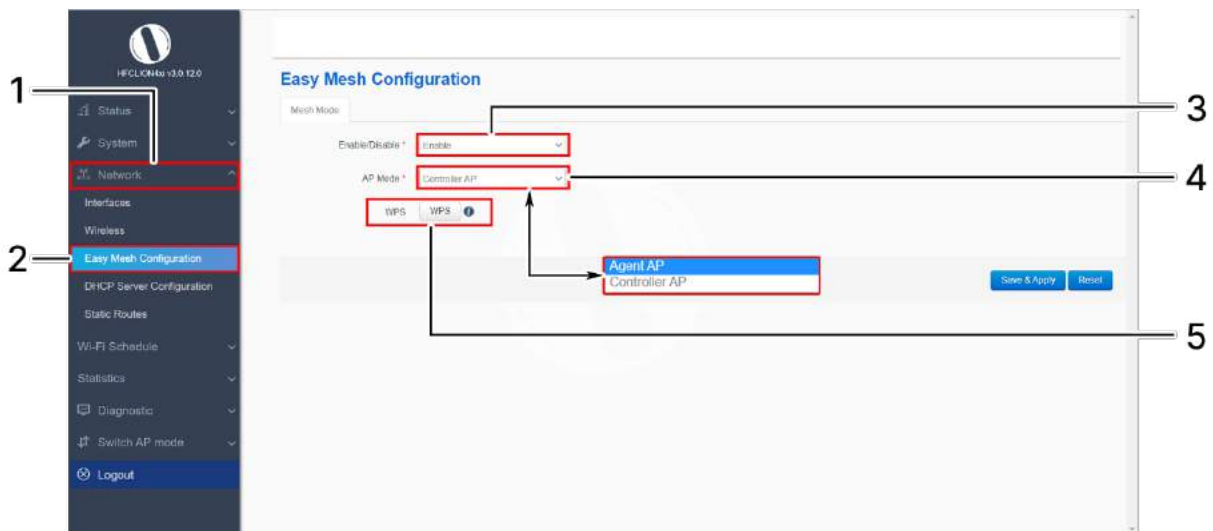 HFCLION4xi v3.0.12.0
1
Status
System
Network
Interfaces
Wireless
2
Easy Mesh Configuration
DHCP Server Configuration
Static Routes
Wi-Fi Schedule
Statistics
Diagnostic
Switch AP mode
Logout
Easy Mesh Configuration
Mesh Mode
Enable/Disable * Enable
3
AP Mode * Controller AP
4
WPS WPS
Agent AP
Controller AP
Save & Apply Reset
5